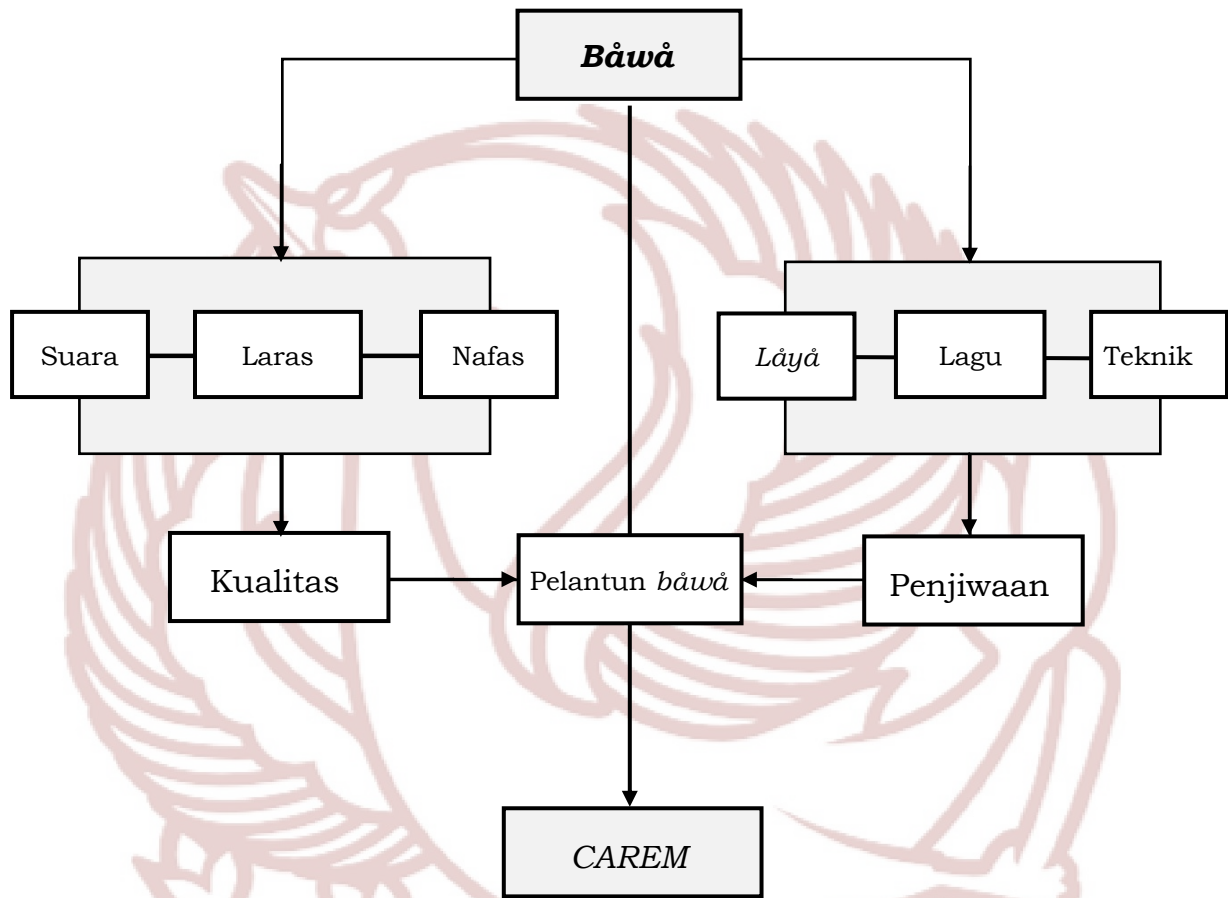 Båwå
Suara
Laras
Nafas
Låyå
Lagu
Teknik
Kualitas
Pelantun båwå
Penjiwaan
CAREM